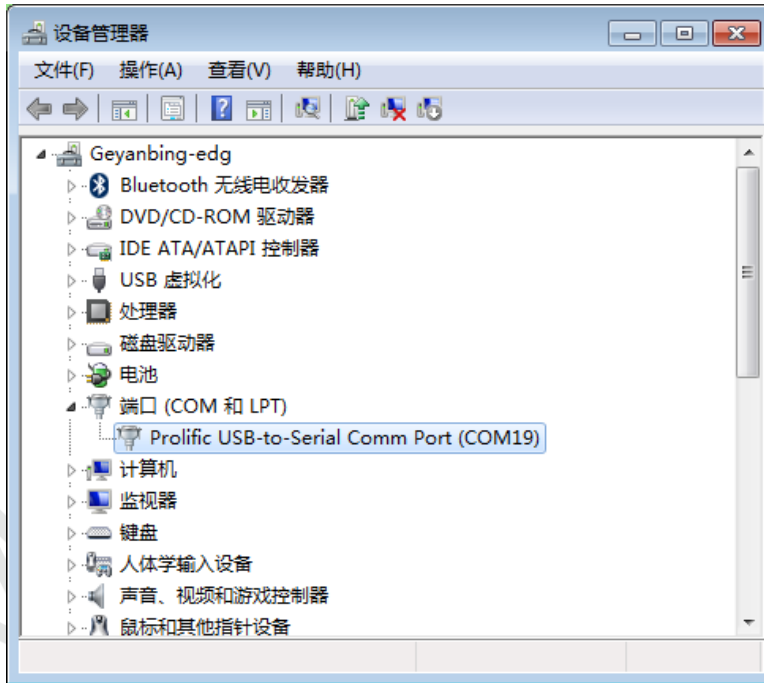 设备管理器
文件(F) 操作(A) 查看(V) 帮助(H)
Geyanbing-edg
Bluetooth 无线电收发器
DVD/CD-ROM 驱动器
IDE ATA/ATAPI 控制器
USB 虚拟化
处理器
磁盘驱动器
电池
端口 (COM 和 LPT)
Prolific USB-to-Serial Comm Port (COM19)
计算机
监视器
键盘
人体学输入设备
声音、视频和游戏控制器
鼠标和其他指针设备